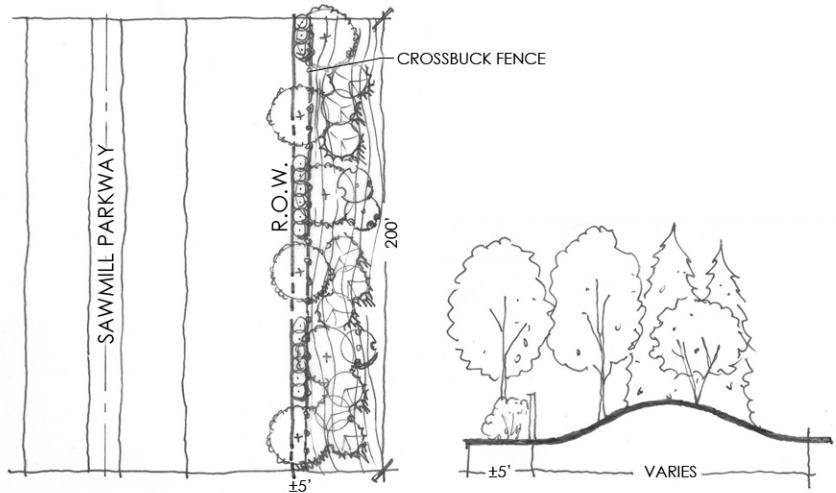 CROSSBUCK FENCE
SAWMILL PARKWAY
R.O.W.
200'
±5'
±5'
VARIES